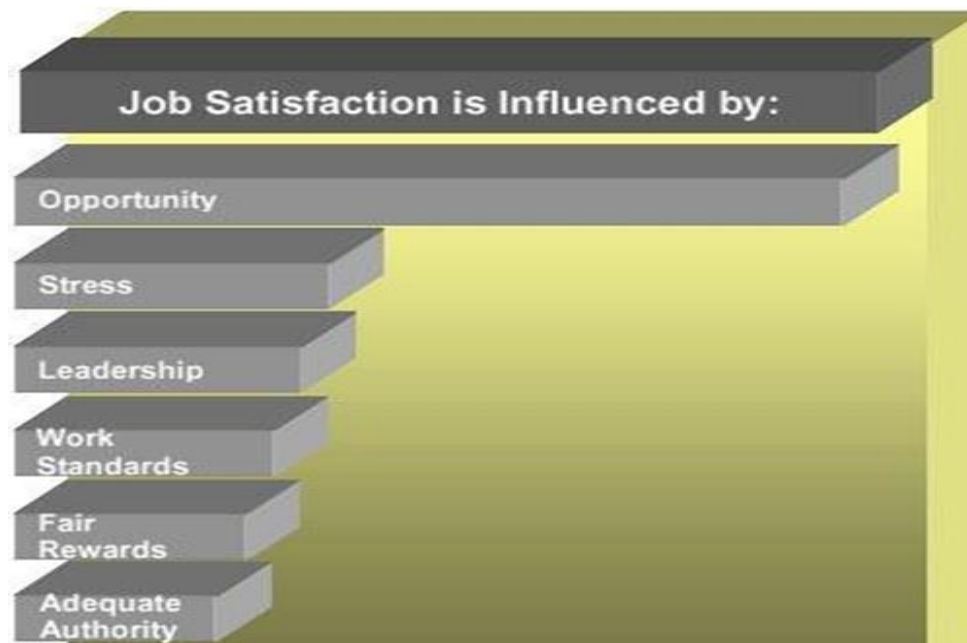 Job Satisfaction is Influenced by:
Opportunity
Stress
Leadership
Work
Standards
Fair
Rewards
Adequate
Authority